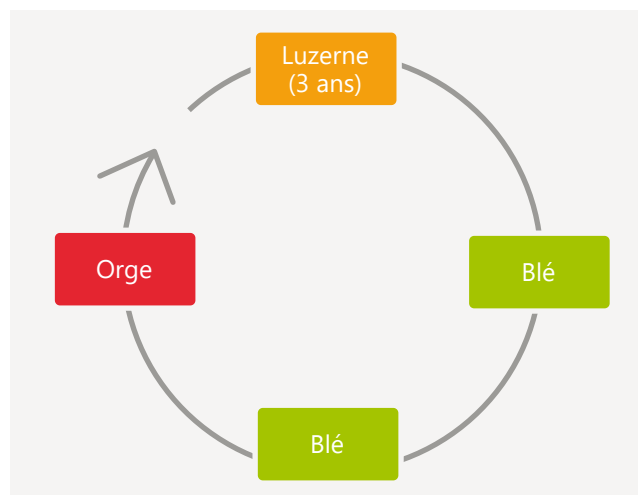 Luzerne
(3 ans)
Blé
Blé
Orge